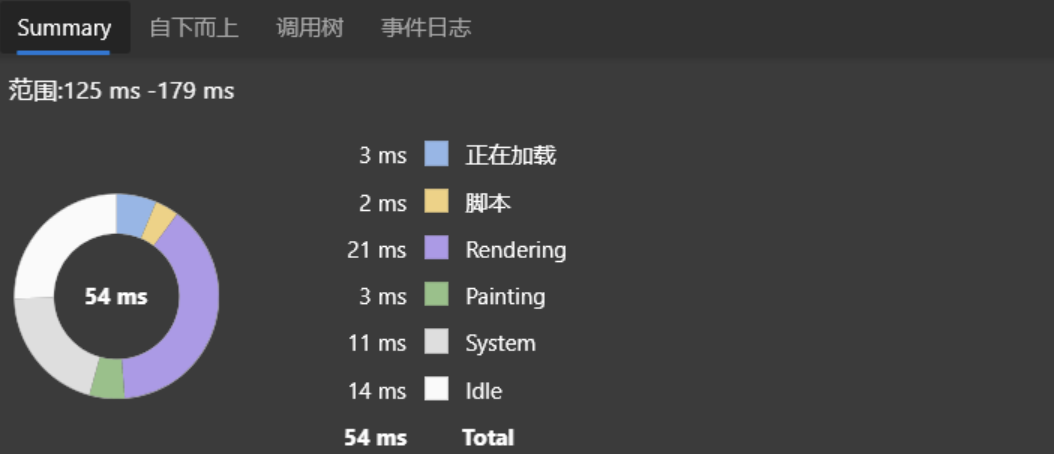 Summary 自下而上 调用树 事件日志
范围:125 ms -179 ms
3 ms 正在加载
2 ms 脚本
21 ms Rendering
54 ms
3 ms Painting
11 ms System
14 ms Idle
54 ms Total